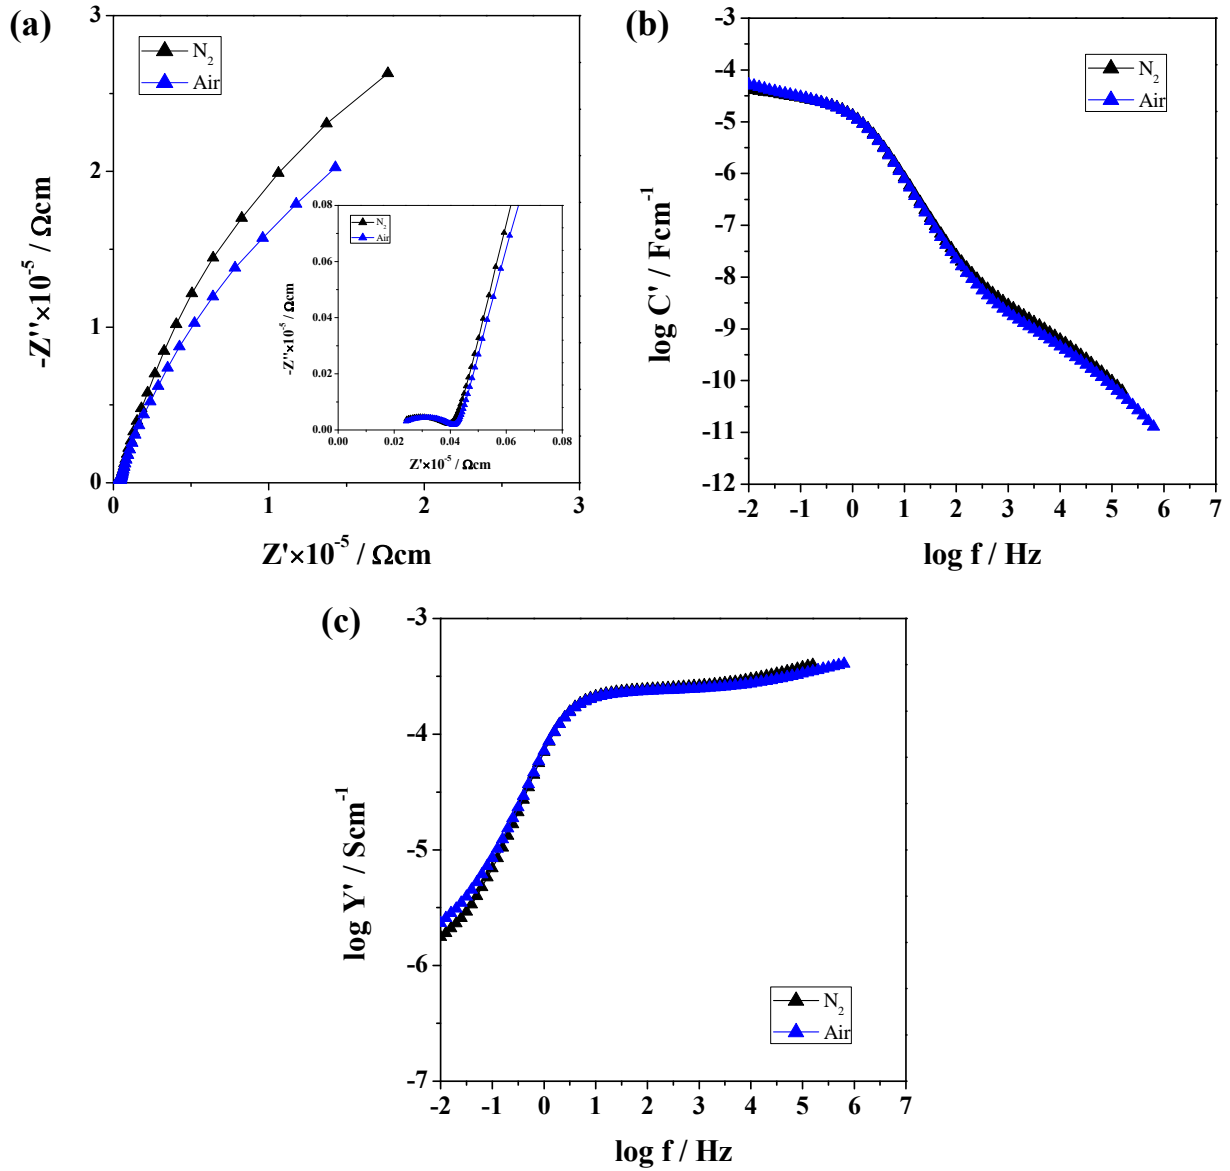 (a)
3
2
1
0
-Z''×10⁻⁵ / Ωcm
N₂
Air
0.08
0.06
0.04
0.02
0.00
-Z''×10⁻⁵ / Ωcm
N₂
Air
0.00 0.02 0.04 0.06 0.08
Z'×10⁻⁵ / Ωcm
0 1 2 3
Z'×10⁻⁵ / Ωcm
(b)
-3
-4
-5
-6
-7
-8
-9
-10
-11
-12
log C' / Fcm⁻¹
N₂
Air
-2 -1 0 1 2 3 4 5 6 7
log f / Hz
(c)
-3
-4
-5
-6
-7
log Y' / Scm⁻¹
N₂
Air
-2 -1 0 1 2 3 4 5 6 7
log f / Hz